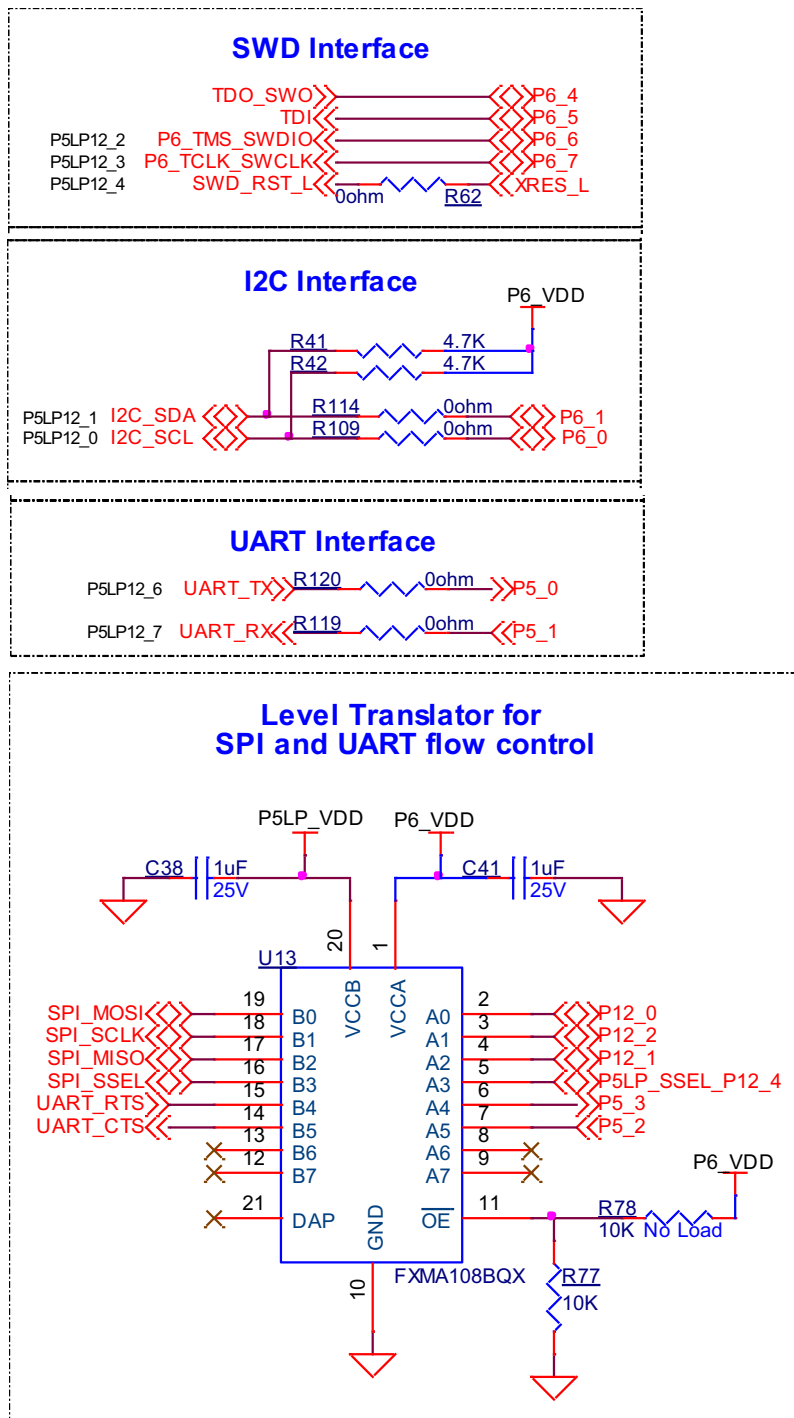 SWD Interface
TDO_SWO P6_4
TDI P6_5
P5LP12_2 P6_TMS_SWDIO P6_6
P5LP12_3 P6_TCLK_SWCLK P6_7
P5LP12_4 SWD_RST_L 0ohm R62 XRES_L
I2C Interface
P6_VDD
R41 4.7K
R42 4.7K
P5LP12_1 I2C_SDA R114 0ohm P6_1
P5LP12_0 I2C_SCL R109 0ohm P6_0
UART Interface
P5LP12_6 UART_TX R120 0ohm P5_0
P5LP12_7 UART_RX R119 0ohm P5_1
Level Translator for
SPI and UART flow control
P5LP_VDD P6_VDD
C38 1uF C41 1uF
25V 25V
20 1
U13
VCCB VCCA
SPI_MOSI 19 B0 A0 2 P12_0
SPI_SCLK 18 B1 A1 3 P12_2
SPI_MISO 17 B2 A2 4 P12_1
SPI_SSEL 16 B3 A3 5 P5LP_SSEL_P12_4
UART_RTS 15 B4 A4 6 P5_3
UART_CTS 14 B5 A5 7 P5_2
13 B6 A6 8
12 B7 A7 9
P6_VDD
21 DAP GND OE 11 R78
10K No Load
FXMA108BQX
10 R77
10K